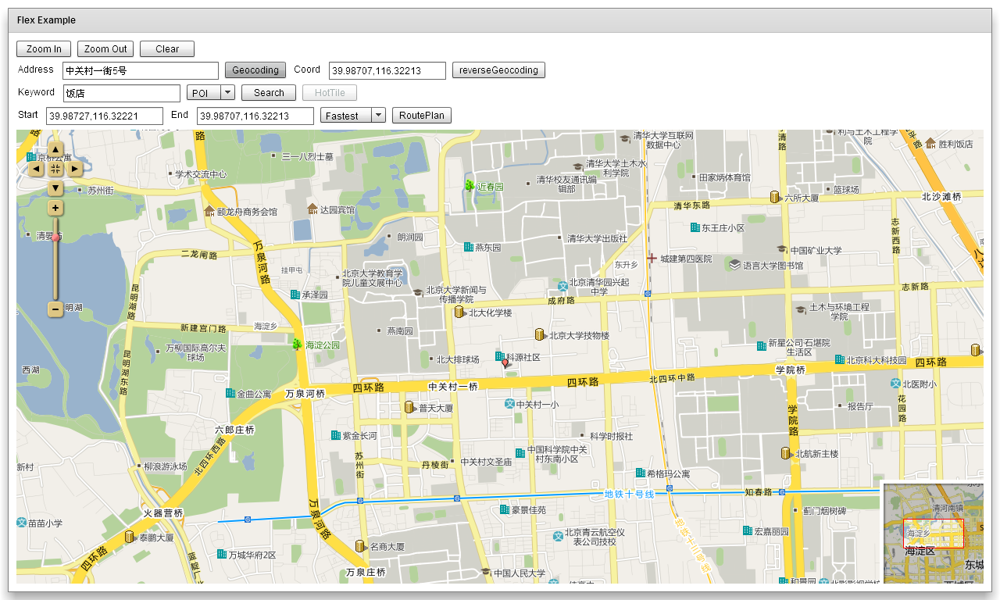 Flex Example
Zoom In Zoom Out Clear
Address 中关村一街5号 Geocoding Coord 39.98707,116.32213 reverseGeocoding
Keyword 饭店 POI Search HotTile
Start 39.98727,116.32221 End 39.98707,116.32213 Fastest RoutePlan
清华大学互联网
数据中心
胜利饭店
三一八烈士墓
学术交流中心
清华大学土木水
利学院
田家炳体育馆
清华校友通讯编
辑部
近春园
苏州街
篮球场
六所大厦
北沙滩桥
清华东路
颐龙舟商务会馆
达园宾馆
东王庄小区
志新西路
朗润园
清华大学出版社
燕东园
中国矿业大学
二龙闸路
万泉河路
城建第四医院
语言大学图书馆
东升乡
挂甲屯
北京大学教育学
院儿童文展中心
北京清华园兴起
中学
志新路
北京大学新闻与
传播学院
承泽园
成府路
昆明湖路
土木与环境工程
学院
北大化学楼
新建宫门路
海淀乡
燕南园
北京大学技物楼
海淀公园
万柳国际高尔夫
球场
新星公司石堪院
生活区
北大排球场
科源社区
北京科大科技园
四环路
西湖
昆明湖东路
学院桥
北四环中路
四环路
中关村一桥
四环路
北医附小
金曲公寓
万泉河桥
花园路
中关村一小
报告厅
普天大厦
学院路
六郎庄桥
紫金长河
科学时报社
北四环西路
中国科学院中关
村东南小区
北航新主楼
苏州街
丹棱街
中关村文圣庙
柳浪游泳场
新村
希格玛公寓
地铁十号线
知春路
万泉河路
火器营桥
豪景佳苑
蓟门烟树碑
清河南镇
苗苗小学
泰鹏大厦
北京青云航空仪
表公司技校
宏嘉丽园
海淀乡
海淀区
名商大厦
地铁十三号线
四环路
万城华府2区
东城
万泉庄桥
中国人民大学
和景园